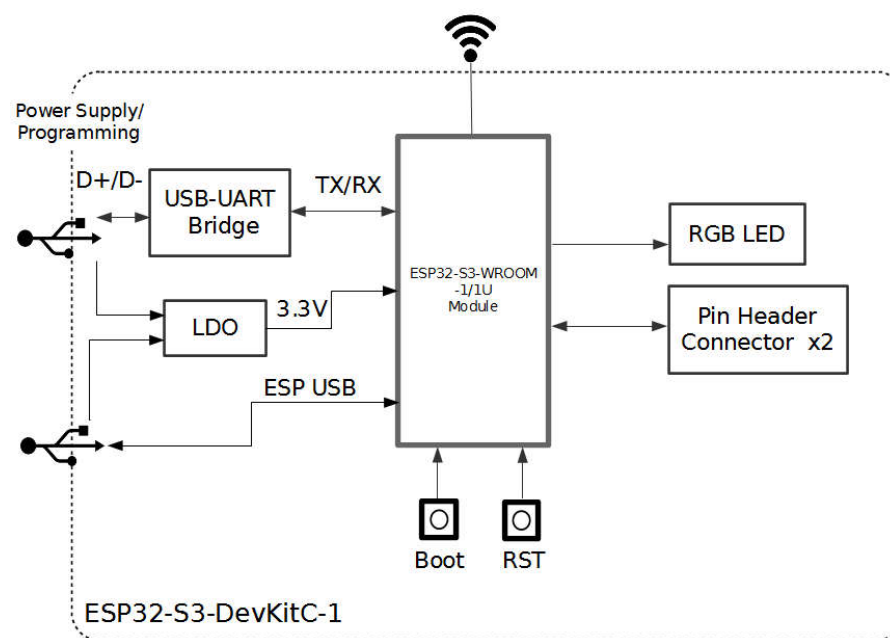 Power Supply/
Programming
D+/D-
USB-UART
Bridge
TX/RX
RGB LED
ESP32-S3-WROOM
-1/1U
Module
Pin Header
Connector x2
LDO
3.3V
ESP USB
Boot
RST
ESP32-S3-DevKitC-1